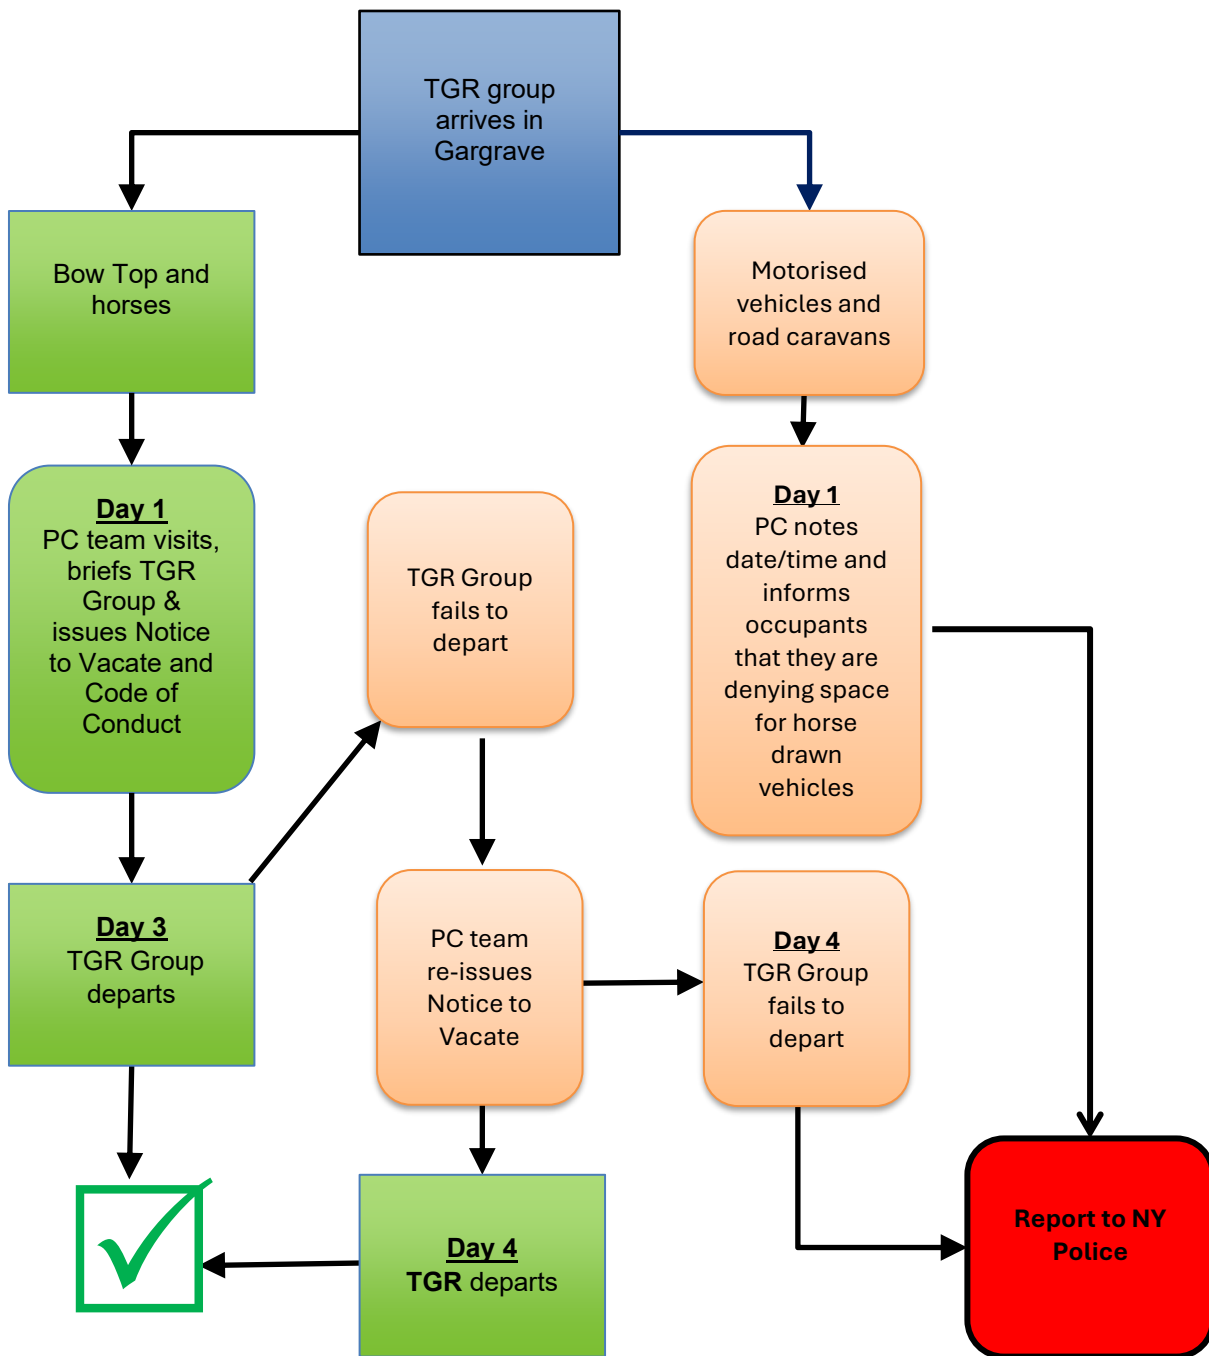 TGR group
arrives in
Gargrave
Bow Top and
horses
Motorised
vehicles and
road caravans
Day 1
PC team visits,
briefs TGR
Group &
issues Notice
to Vacate and
Code of
Conduct
TGR Group
fails to
depart
Day 1
PC notes
date/time and
informs
occupants
that they are
denying space
for horse
drawn
vehicles
Day 3
TGR Group
departs
PC team
re-issues
Notice to
Vacate
Day 4
TGR Group
fails to
depart
Day 4
TGR departs
Report to NY
Police